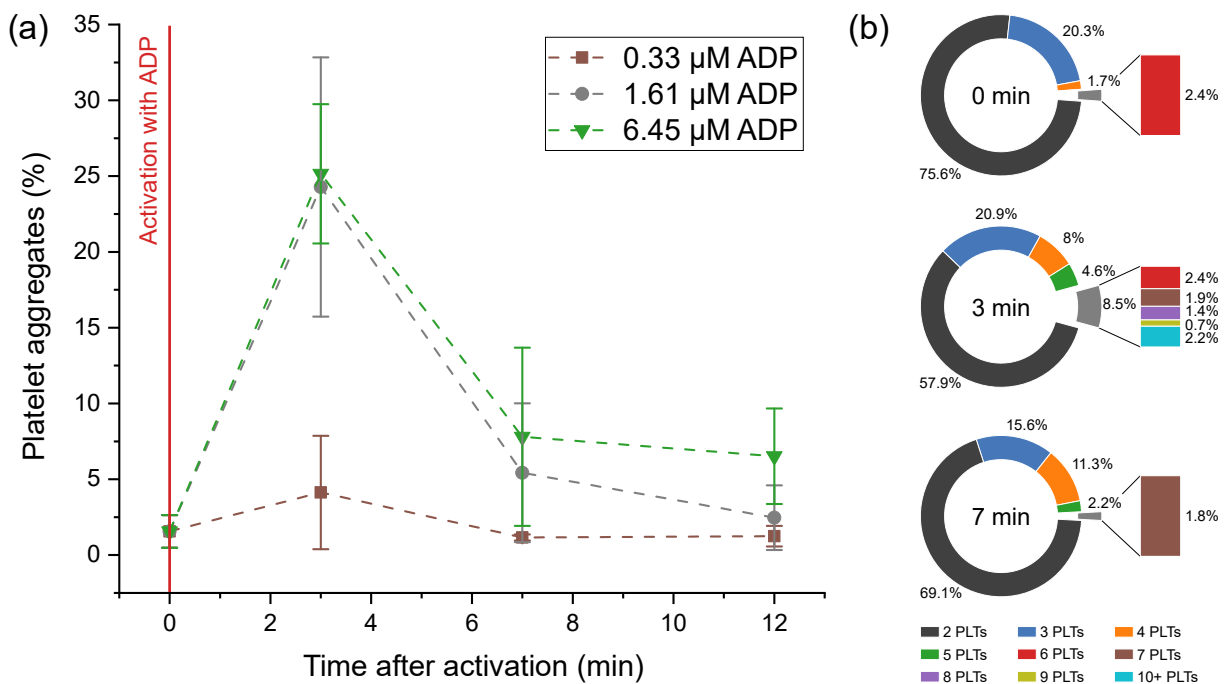 (a)
35
30
25
20
15
10
5
0
Platelet aggregates (%)
Activation with ADP
0.33 µM ADP
1.61 µM ADP
6.45 µM ADP
0 2 4 6 8 10 12
Time after activation (min)
(b)
20.3%
1.7%
0 min
2.4%
75.6%
20.9%
8%
4.6%
8.5%
3 min
2.4%
1.9%
1.4%
0.7%
2.2%
57.9%
15.6%
11.3%
2.2%
7 min
1.8%
69.1%
2 PLTs 3 PLTs 4 PLTs
5 PLTs 6 PLTs 7 PLTs
8 PLTs 9 PLTs 10+ PLTs